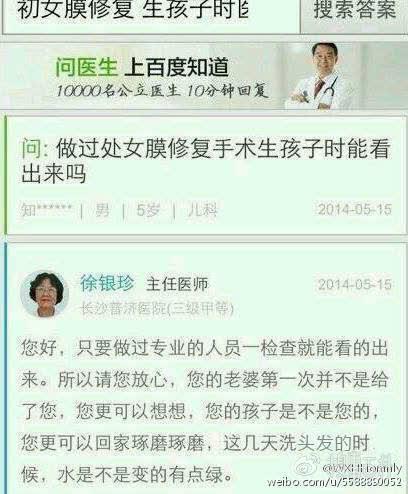 初女膜修复 生孩子时医
搜索答案
问医生 上百度知道
10000名公立医生 10分钟回复
问: 做过处女膜修复手术生孩子时能看
出来吗
知****** | 男 | 5岁 | 儿科
2014-05-15
徐银珍 主任医师
2014-05-15
长沙普济医院(三级甲等)
您好，只要做过专业的人员一检查就能看的出
来。所以请您放心，您的老婆第一次并不是给
了您，您更可以想想，您的孩子是不是您的，
您更可以回家琢磨琢磨，这几天洗头发的时
候，水是不是变的有点绿。
weibo.com/u/5588880052